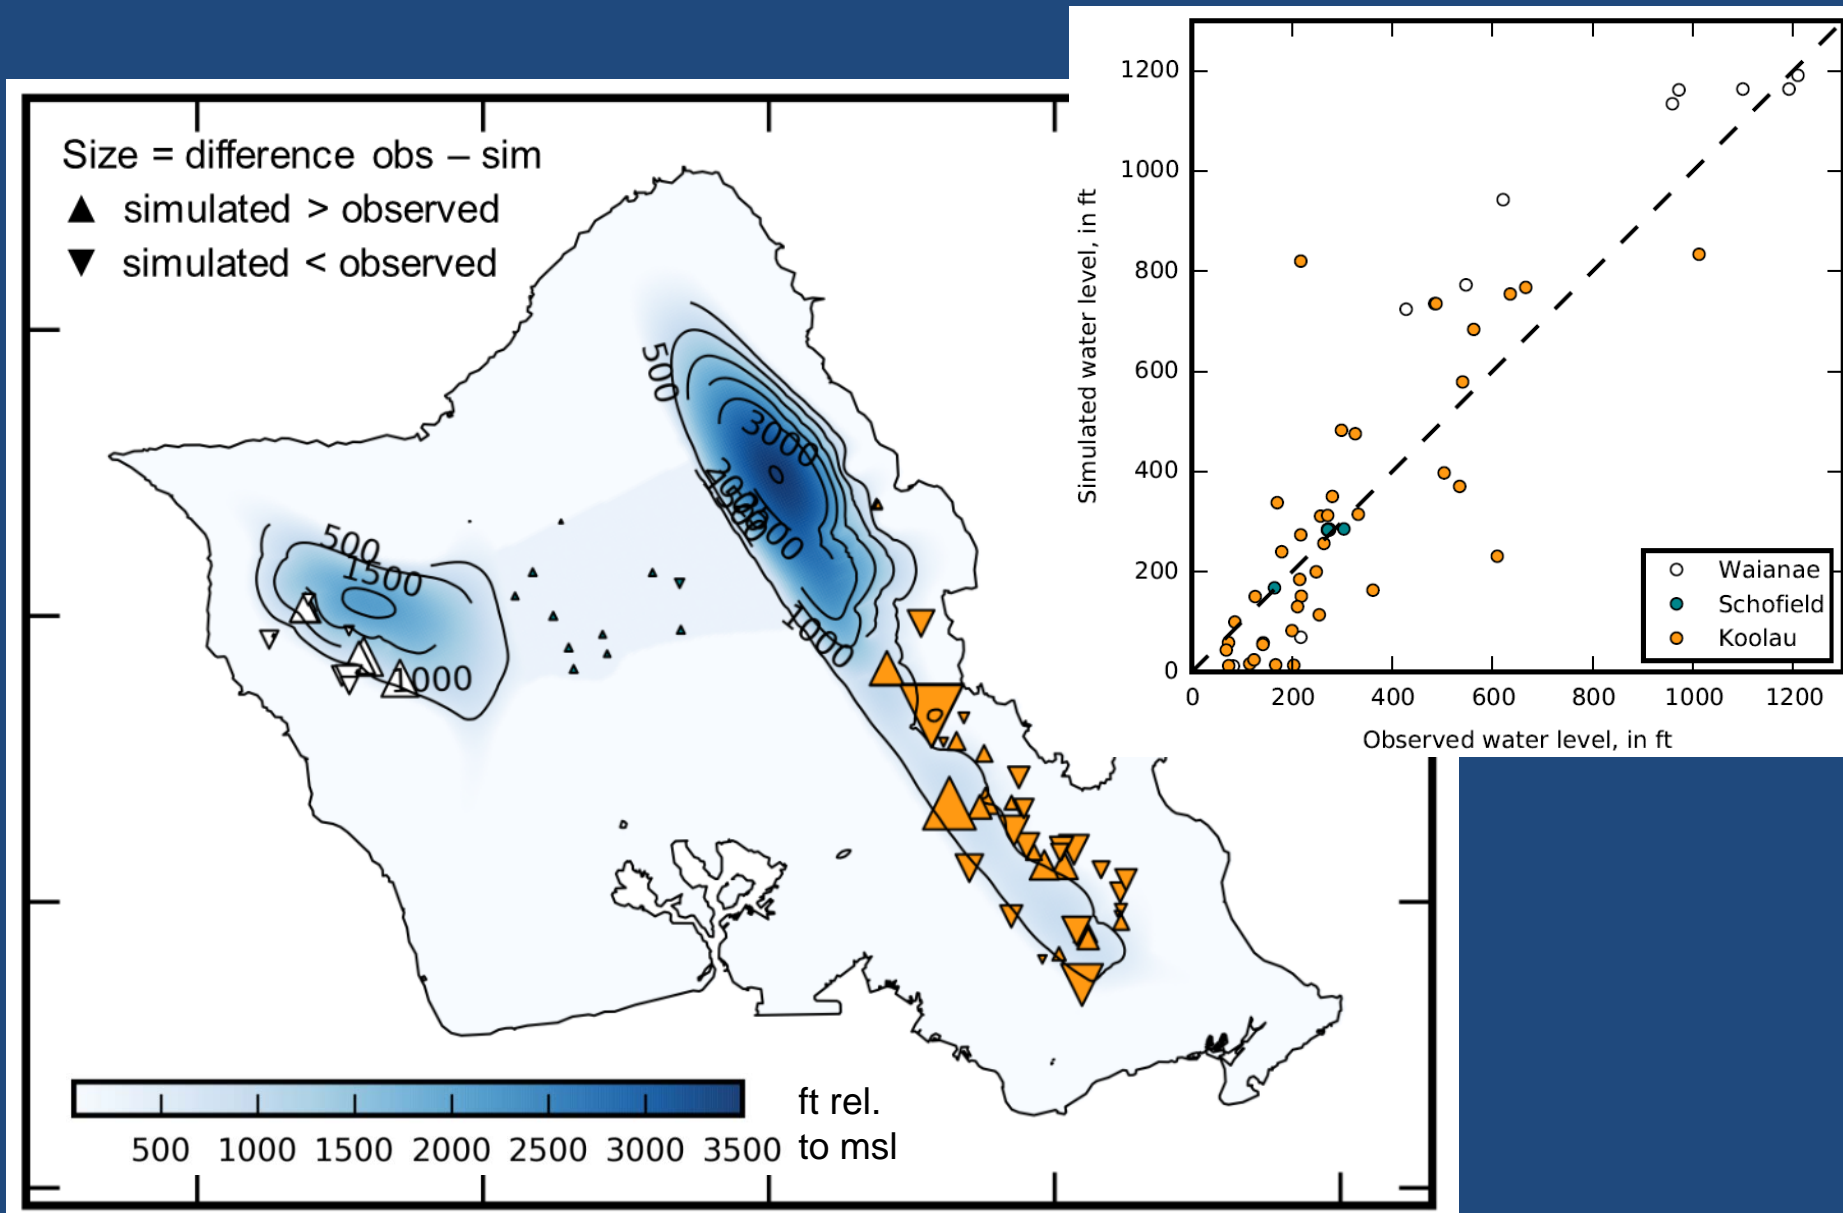 Size = difference obs – sim
▲ simulated > observed
▼ simulated < observed
500
3000
2000
1500
1000
500
1500
1000
500 1000 1500 2000 2500 3000 3500
ft rel.
to msl
1200
1000
800
600
400
200
0
Simulated water level, in ft
0 200 400 600 800 1000 1200
Observed water level, in ft
Waianae
Schofield
Koolau